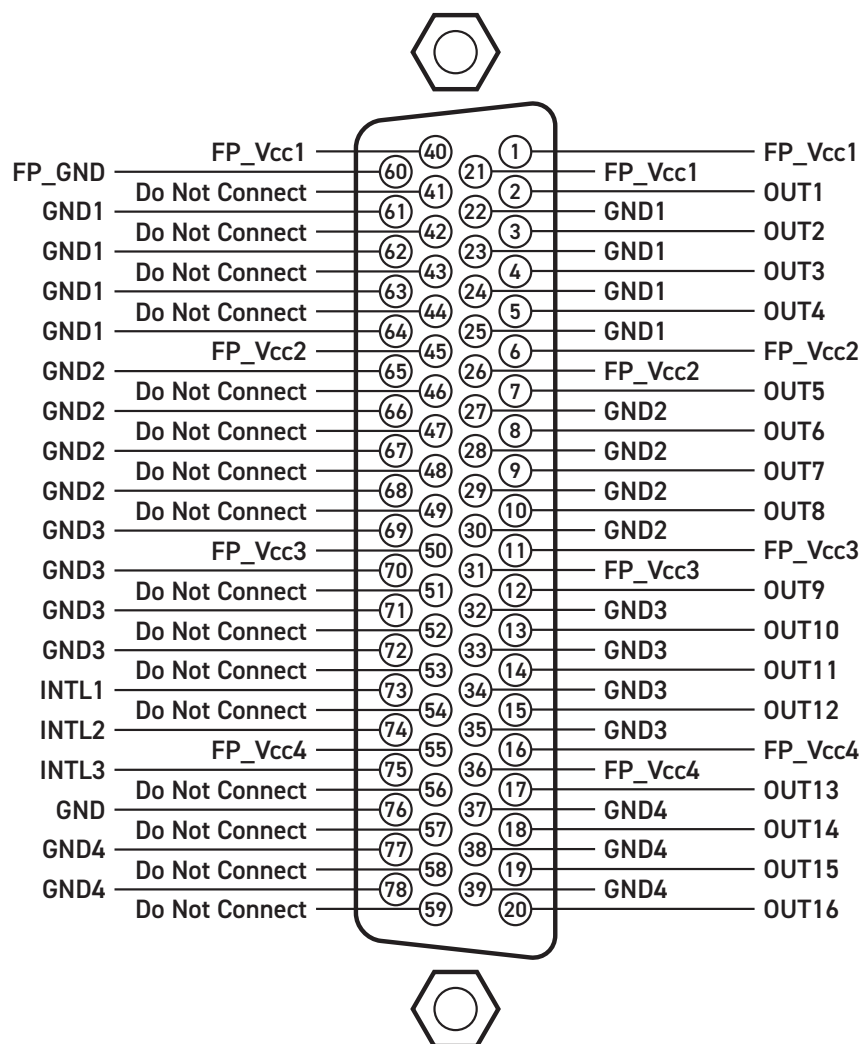 FP_Vcc1 40 1 FP_Vcc1
FP_GND 60 21 FP_Vcc1
Do Not Connect 41 2 OUT1
GND1 61 22 GND1
Do Not Connect 42 3 OUT2
GND1 62 23 GND1
Do Not Connect 43 4 OUT3
GND1 63 24 GND1
Do Not Connect 44 5 OUT4
GND1 64 25 GND1
FP_Vcc2 45 6 FP_Vcc2
GND2 65 26 FP_Vcc2
Do Not Connect 46 7 OUT5
GND2 66 27 GND2
Do Not Connect 47 8 OUT6
GND2 67 28 GND2
Do Not Connect 48 9 OUT7
GND2 68 29 GND2
Do Not Connect 49 10 OUT8
GND3 69 30 GND2
FP_Vcc3 50 11 FP_Vcc3
GND3 70 31 FP_Vcc3
Do Not Connect 51 12 OUT9
GND3 71 32 GND3
Do Not Connect 52 13 OUT10
GND3 72 33 GND3
Do Not Connect 53 14 OUT11
INTL1 73 34 GND3
Do Not Connect 54 15 OUT12
INTL2 74 35 GND3
FP_Vcc4 55 16 FP_Vcc4
INTL3 75 36 FP_Vcc4
Do Not Connect 56 17 OUT13
GND 76 37 GND4
Do Not Connect 57 18 OUT14
GND4 77 38 GND4
Do Not Connect 58 19 OUT15
GND4 78 39 GND4
Do Not Connect 59 20 OUT16